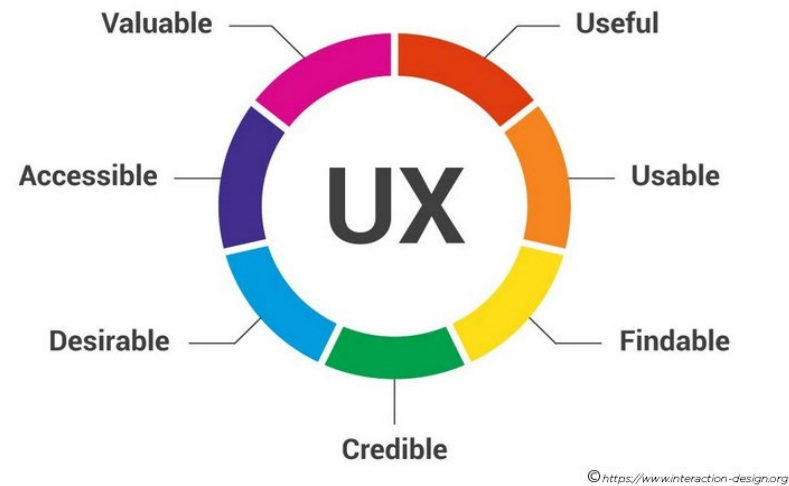 Valuable
Useful
Accessible
UX
Usable
Desirable
Findable
Credible
© https://www.interaction-design.org